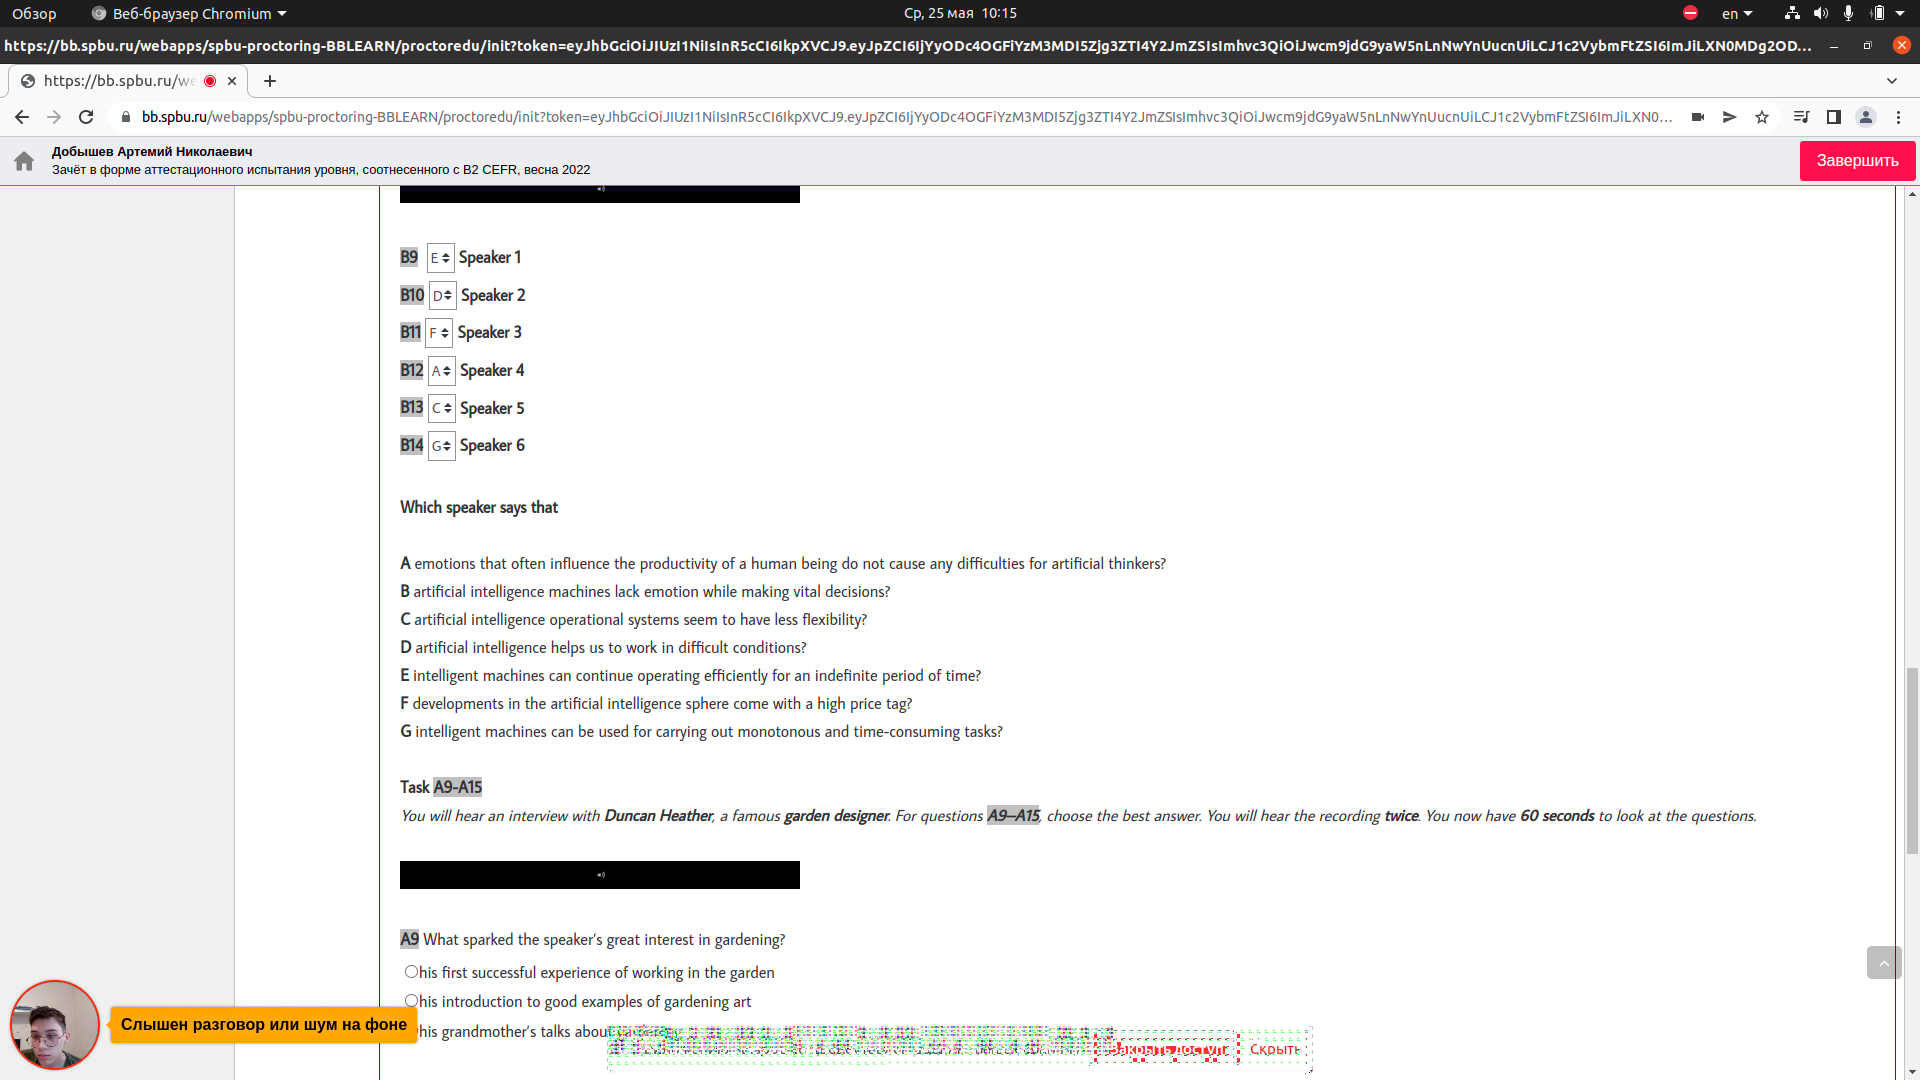 Обзор
Веб-браузер Chromium
Ср, 25 мая 10:15
en
https://bb.spbu.ru/webapps/spbu-proctoring-BBLEARN/proctoredu/init?token=eyJhbGciOiJIUzI1NiIsInR5cCI6IkpXVCJ9.eyJpZCI6IjYyODc4OGFiYzM3MDI5Zjg3ZTI4Y2JmZSIsImhvc3QiOiJwcm9jdG9yaW5nLnNwYnUucnUiLCJ1c2VybmFtZSI6ImJiLXN0MDg2OD...
https://bb.spbu.ru/we
bb.spbu.ru/webapps/spbu-proctoring-BBLEARN/proctoredu/init?token=eyJhbGciOiJIUzI1NiIsInR5cCI6IkpXVCJ9.eyJpZCI6IjYyODc4OGFiYzM3MDI5Zjg3ZTI4Y2JmZSIsImhvc3QiOiJwcm9jdG9yaW5nLnNwYnUucnUiLCJ1c2VybmFtZSI6ImJiLXN0...
Добышев Артемий Николаевич
Зачёт в форме аттестационного испытания уровня, соотнесенного с B2 CEFR, весна 2022
Завершить
B9 E Speaker 1
B10 D Speaker 2
B11 F Speaker 3
B12 A Speaker 4
B13 C Speaker 5
B14 G Speaker 6
Which speaker says that
A emotions that often influence the productivity of a human being do not cause any difficulties for artificial thinkers?
B artificial intelligence machines lack emotion while making vital decisions?
C artificial intelligence operational systems seem to have less flexibility?
D artificial intelligence helps us to work in difficult conditions?
E intelligent machines can continue operating efficiently for an indefinite period of time?
F developments in the artificial intelligence sphere come with a high price tag?
G intelligent machines can be used for carrying out monotonous and time-consuming tasks?
Task A9-A15
You will hear an interview with Duncan Heather, a famous garden designer. For questions A9–A15, choose the best answer. You will hear the recording twice. You now have 60 seconds to look at the questions.
A9 What sparked the speaker's great interest in gardening?
his first successful experience of working in the garden
his introduction to good examples of gardening art
his grandmother's talks about
Слышен разговор или шум на фоне
Закрыть доступ
Скрыть